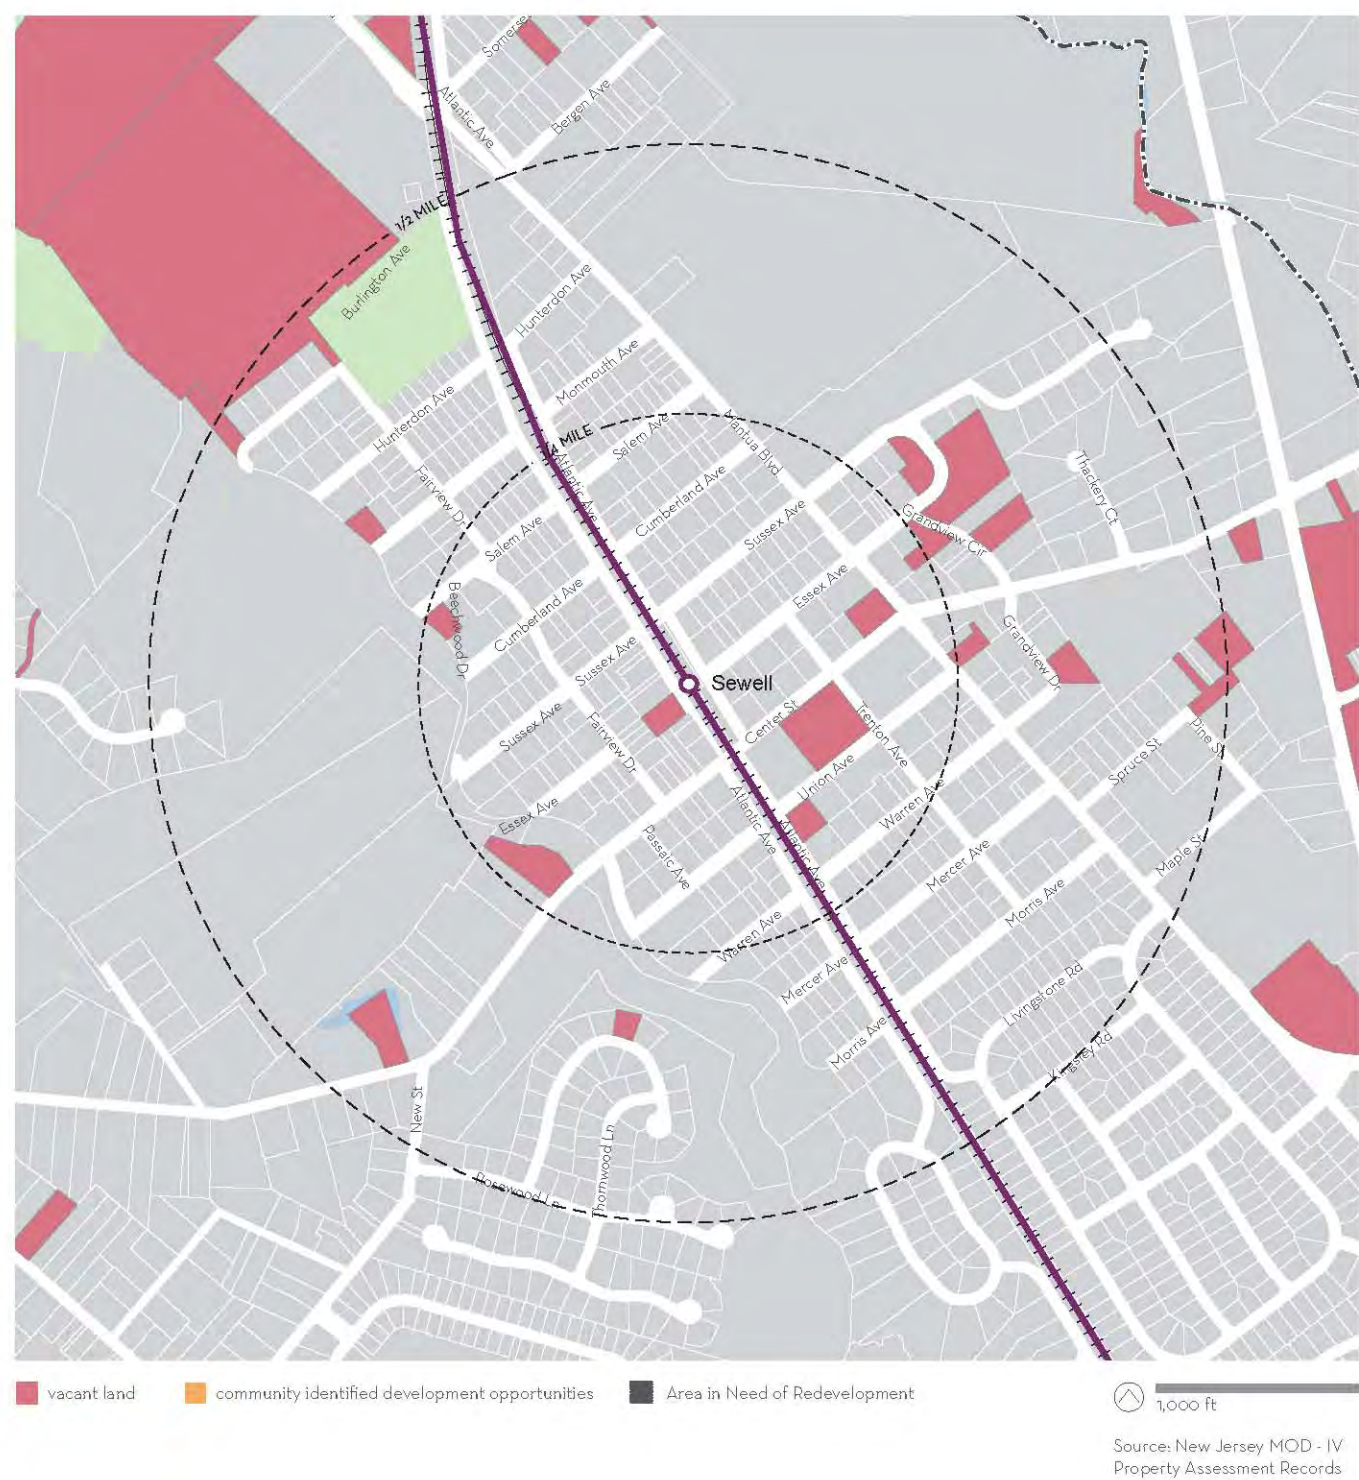 Somerse
Atlantic Ave
Bergen Ave
1/2 MILE
Burlington Ave
Hunterdon Ave
Monmouth Ave
Hunterdon Ave
Mantua Blvd
Salem Ave
MILE
Atlantic Ave
Fairview Dr
Cumberland Ave
Thackery Ct
Salem Ave
Sussex Ave
Grandview Cir
Beechwood Dr
Cumberland Ave
Essex Ave
Sussex Ave
Grandview Dr
Sewell
Sussex Ave
Fairview Dr
Center St
Trenton Ave
Pine St
Spruce St
Union Ave
Essex Ave
Atlantic Ave
Atlantic Ave
Warren Ave
Passaic Ave
Mercer Ave
Maple St
Morris Ave
Warren Ave
Mercer Ave
Livingstone Rd
Morris Ave
Kingsley Rd
New St
Thornwood Ln
Rosewood Ln
vacant land
community identified development opportunities
Area in Need of Redevelopment
1,000 ft
Source: New Jersey MOD - IV
Property Assessment Records